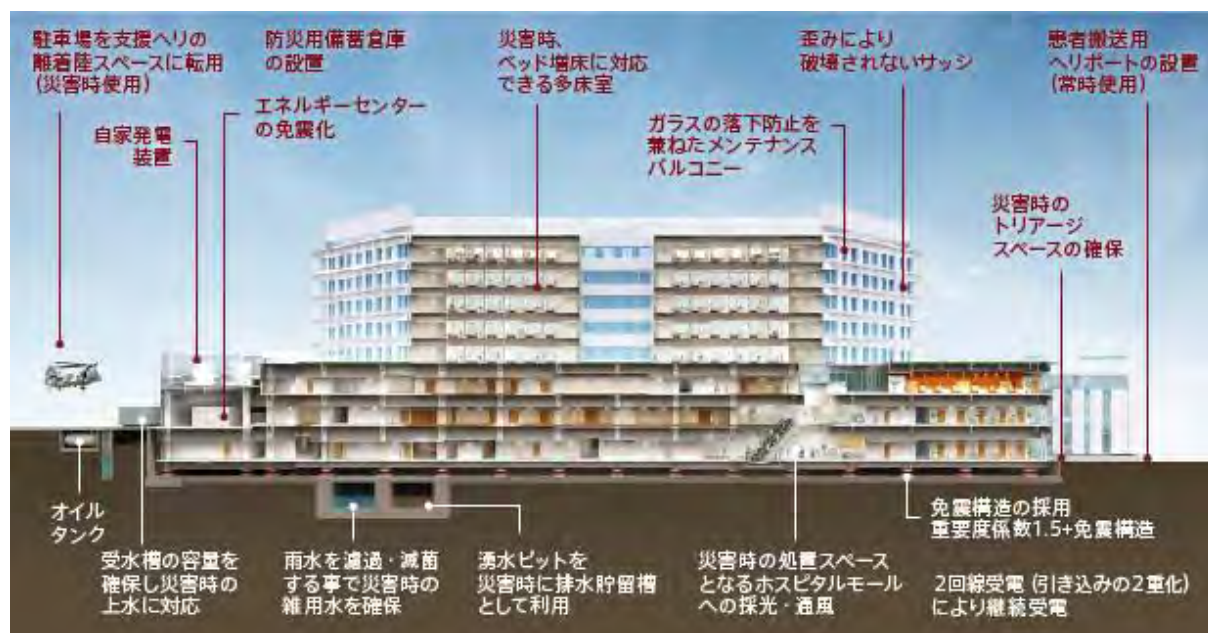 駐車場を支援ヘリの
離着陸スペースに転用
（災害時使用）
防災用備蓄倉庫
の設置
災害時、
ベッド増床に対応
できる多床室
歪みにより
破壊されないサッシ
患者搬送用
ヘリポートの設置
（常時使用）
自家発電
装置
エネルギーセンター
の免震化
ガラスの落下防止を
兼ねたメンテナンス
バルコニー
災害時の
トリアージ
スペースの確保
オイル
タンク
受水槽の容量を
確保し災害時の
上水に対応
雨水を濾過・滅菌
する事で災害時の
雑用水を確保
湧水ピットを
災害時に排水貯留槽
として利用
災害時の処置スペース
となるホスピタルモール
への採光・通風
免震構造の採用
重要度係数1.5+免震構造
2回線受電（引き込みの2重化）
により継続受電